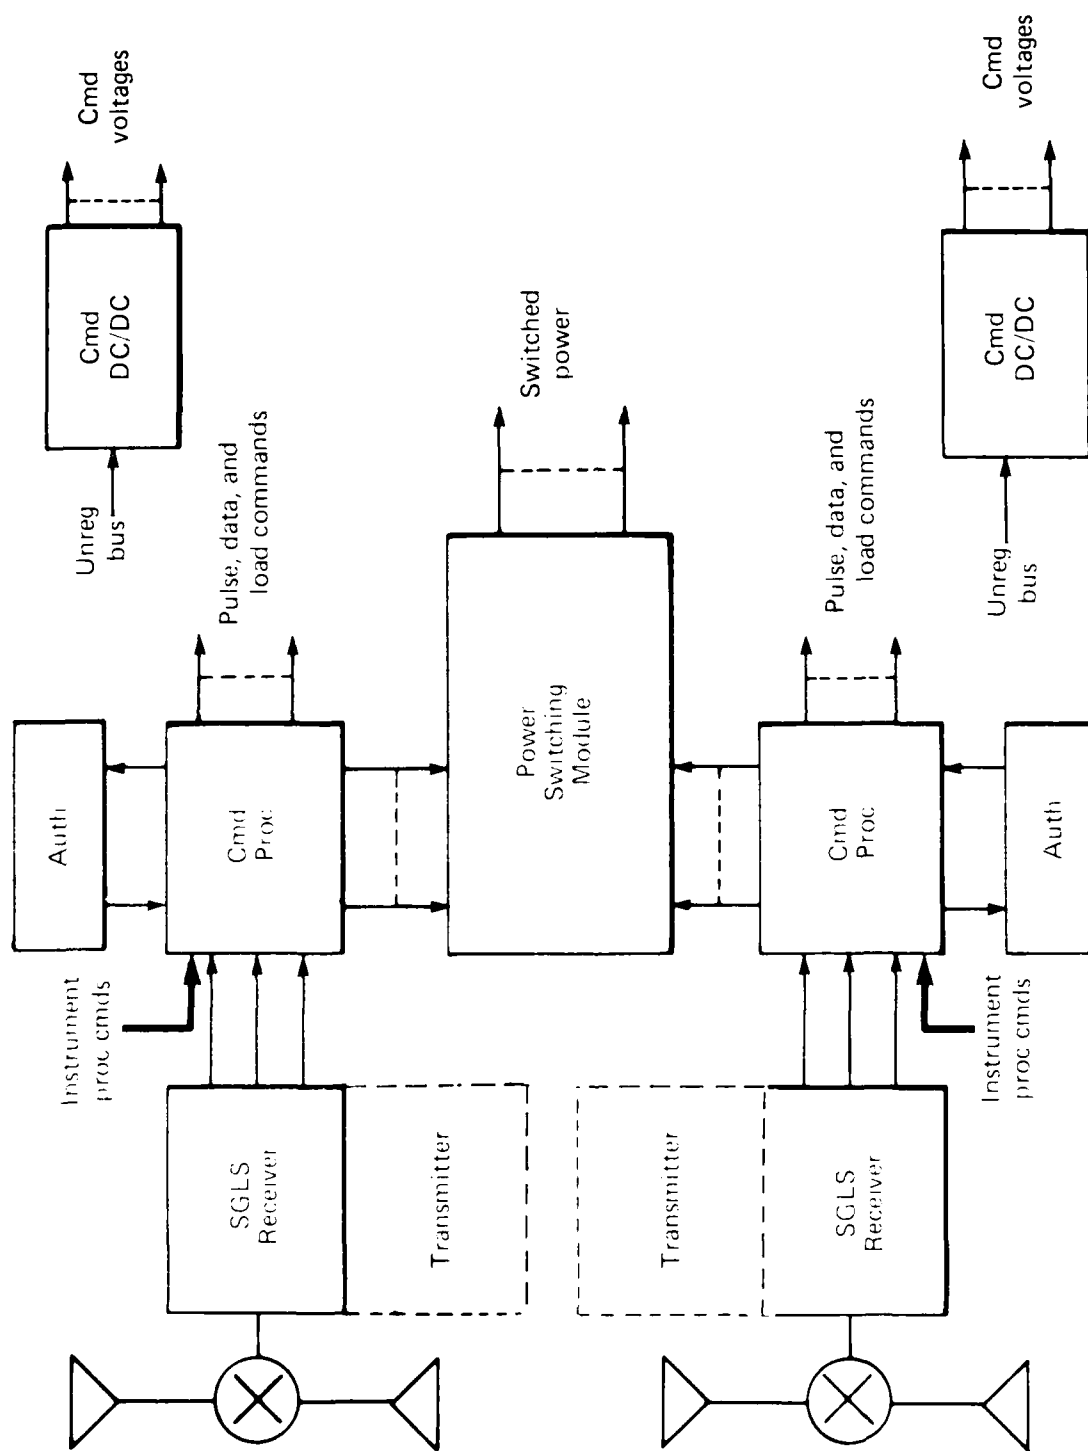 Cmd
voltages
Cmd
DC/DC
Unreg
bus
Pulse, data, and
load commands
Auth
Cmd
Proc
Instrument
proc cmds
SGLS
Receiver
Transmitter
Switched
power
Power
Switching
Module
Transmitter
SGLS
Receiver
Instrument
proc cmds
Cmd
Proc
Auth
Pulse, data, and
load commands
Unreg
bus
Cmd
DC/DC
Cmd
voltages